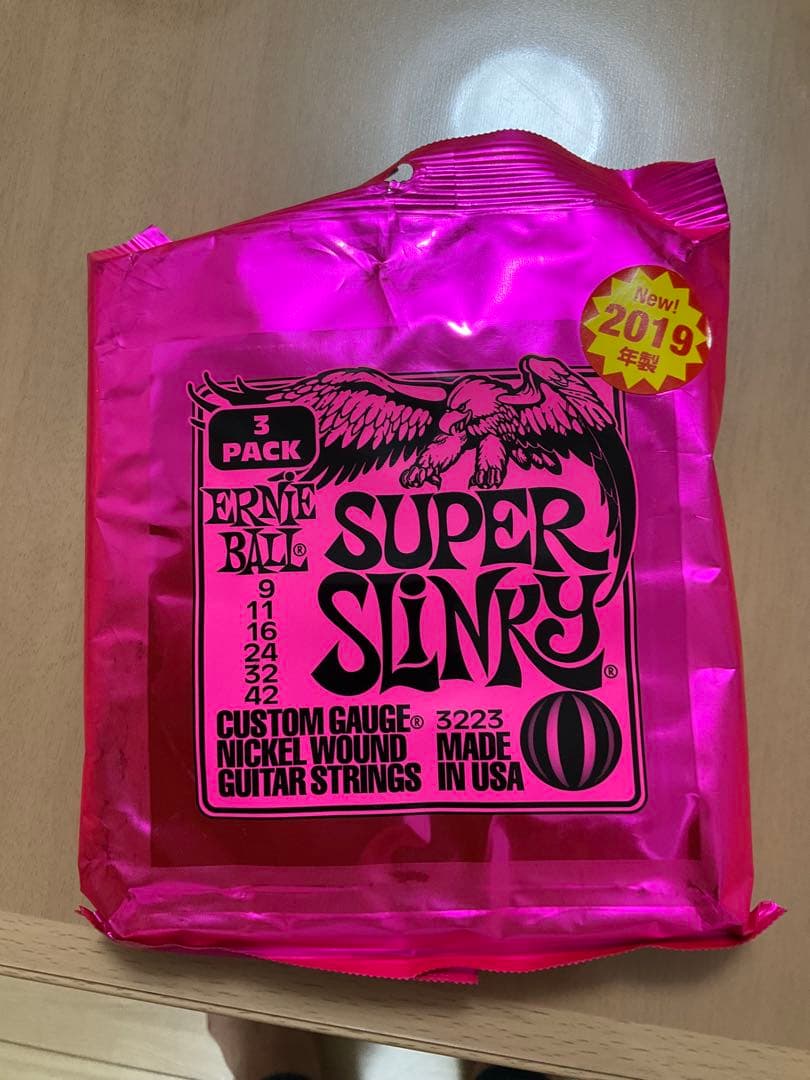 New!
2019
年製
3
PACK
ERNiE
BALL®
SUPER
SLiNKY®
9
11
16
24
32
42
CUSTOM GAUGE®
NICKEL WOUND
GUITAR STRINGS
3223
MADE
IN USA